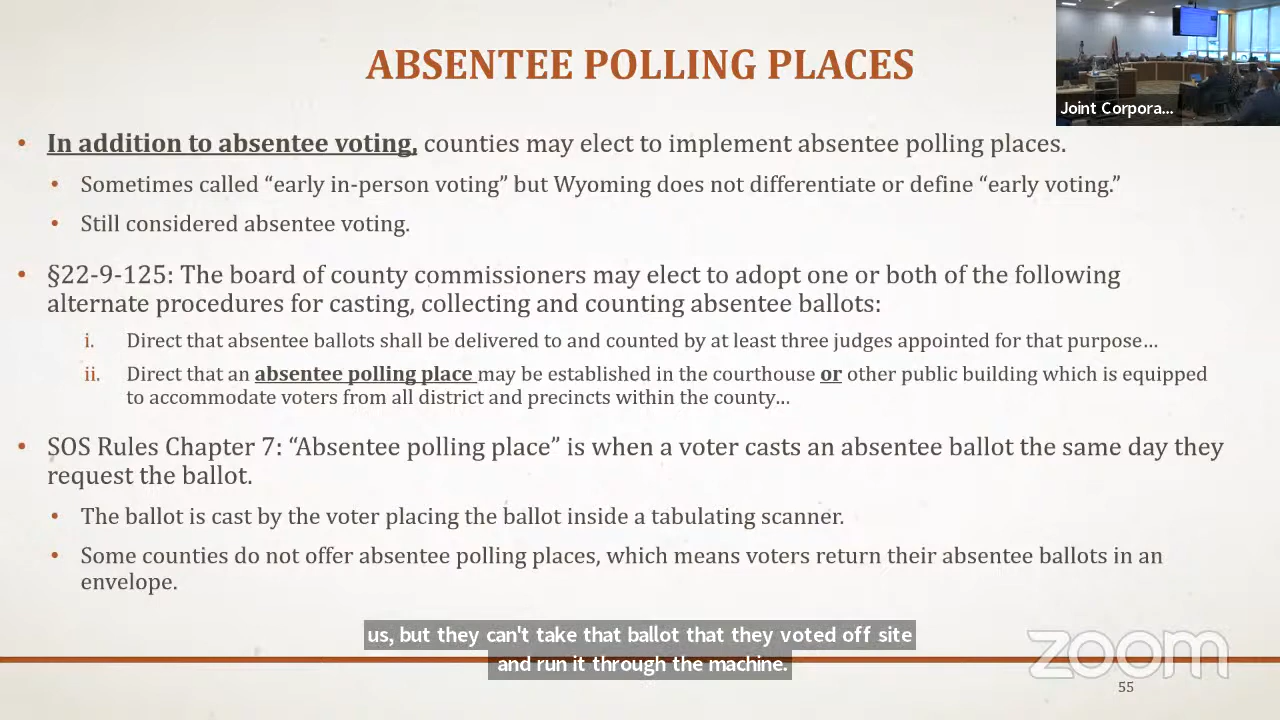 ABSENTEE POLLING PLACES
Joint Corpora...
• In addition to absentee voting, counties may elect to implement absentee polling places.
• Sometimes called “early in-person voting” but Wyoming does not differentiate or define “early voting.”
• Still considered absentee voting.
• §22-9-125: The board of county commissioners may elect to adopt one or both of the following
alternate procedures for casting, collecting and counting absentee ballots:
i. Direct that absentee ballots shall be delivered to and counted by at least three judges appointed for that purpose…
ii. Direct that an absentee polling place may be established in the courthouse or other public building which is equipped
to accommodate voters from all district and precincts within the county…
• SOS Rules Chapter 7: “Absentee polling place” is when a voter casts an absentee ballot the same day they
request the ballot.
• The ballot is cast by the voter placing the ballot inside a tabulating scanner.
• Some counties do not offer absentee polling places, which means voters return their absentee ballots in an
envelope.
us, but they can't take that ballot that they voted off site
and run it through the machine.
zoom
55